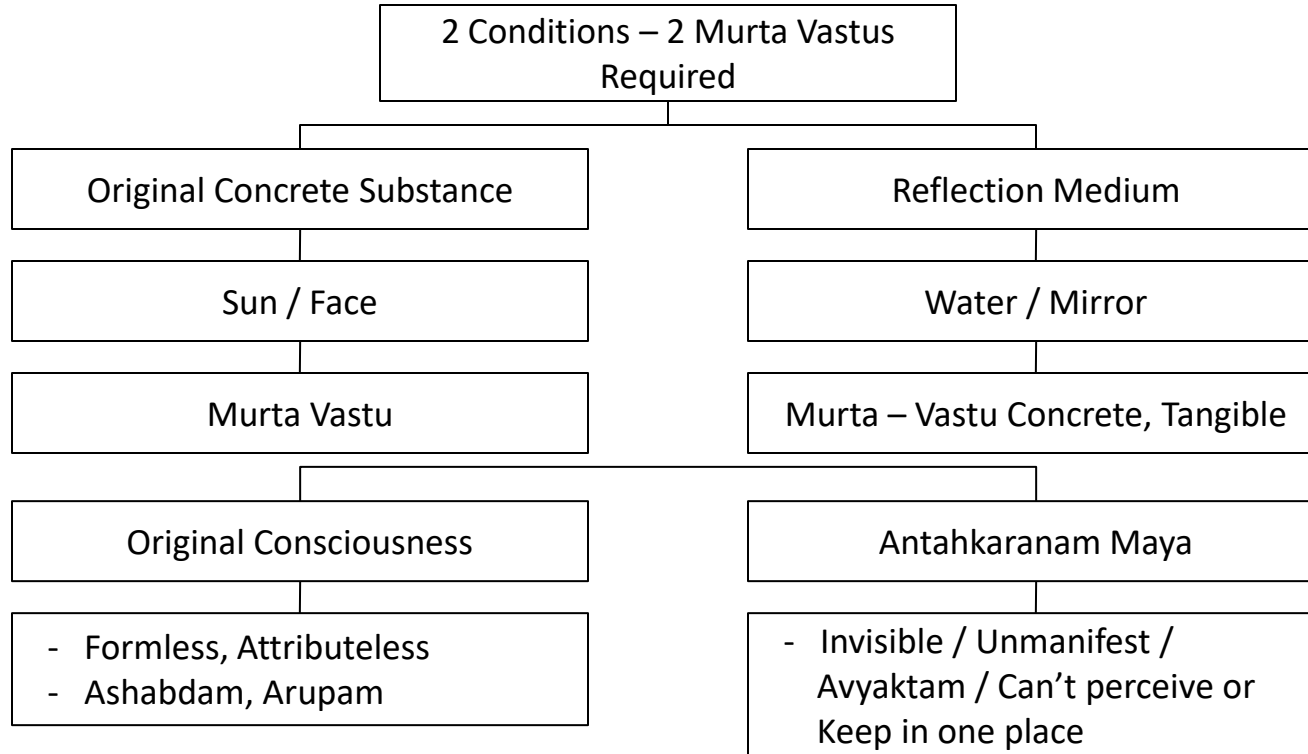 2 Conditions – 2 Murta Vastus
Required
Original Concrete Substance
Reflection Medium
Sun / Face
Water / Mirror
Murta Vastu
Murta – Vastu Concrete, Tangible
Original Consciousness
Antahkaranam Maya
- Formless, Attributeless
- Ashabdam, Arupam
- Invisible / Unmanifest /
Avyaktam / Can’t perceive or
Keep in one place